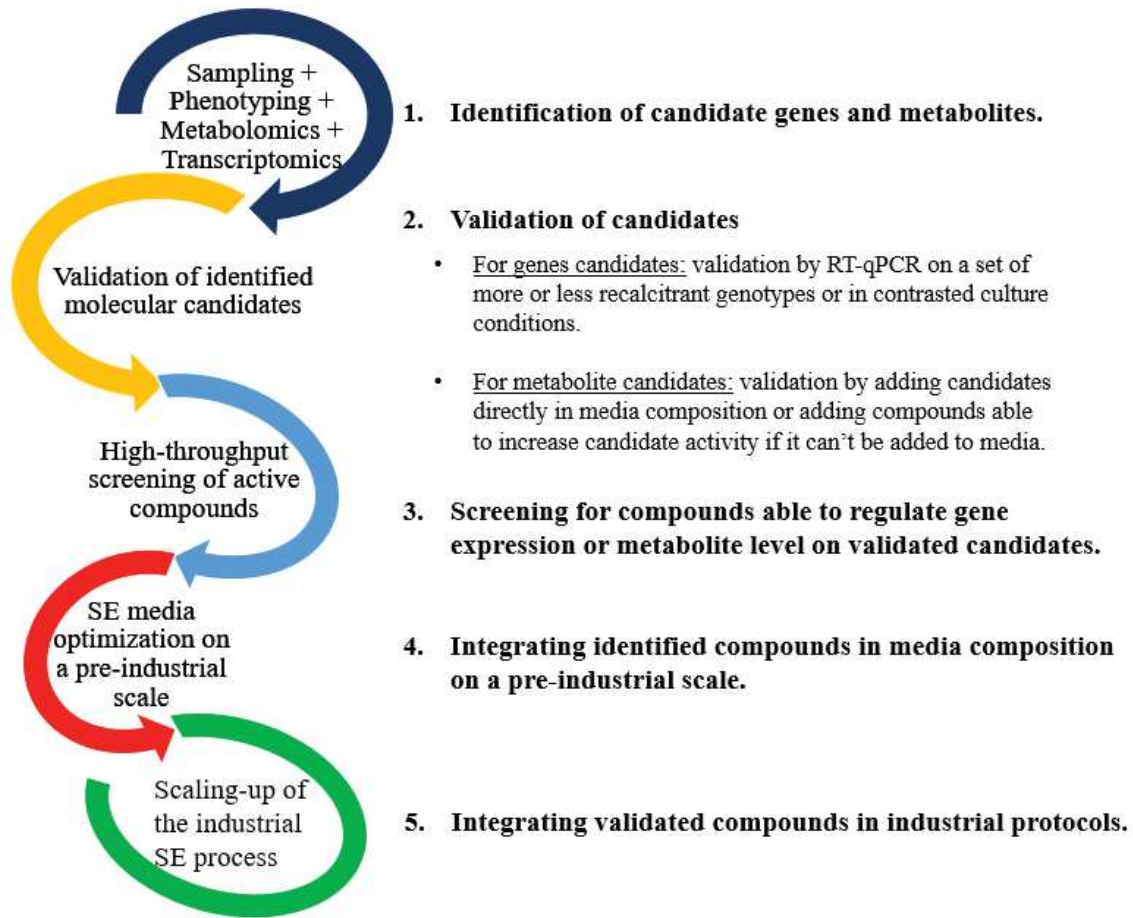 Sampling +
Phenotyping +
Metabolomics +
Transcriptomics
1. Identification of candidate genes and metabolites.
Validation of identified
molecular candidates
2. Validation of candidates
• For genes candidates: validation by RT-qPCR on a set of
more or less recalcitrant genotypes or in contrasted culture
conditions.
• For metabolite candidates: validation by adding candidates
directly in media composition or adding compounds able
to increase candidate activity if it can't be added to media.
High-throughput
screening of active
compounds
3. Screening for compounds able to regulate gene
expression or metabolite level on validated candidates.
SE media
optimization on
a pre-industrial
scale
4. Integrating identified compounds in media composition
on a pre-industrial scale.
Scaling-up of
the industrial
SE process
5. Integrating validated compounds in industrial protocols.